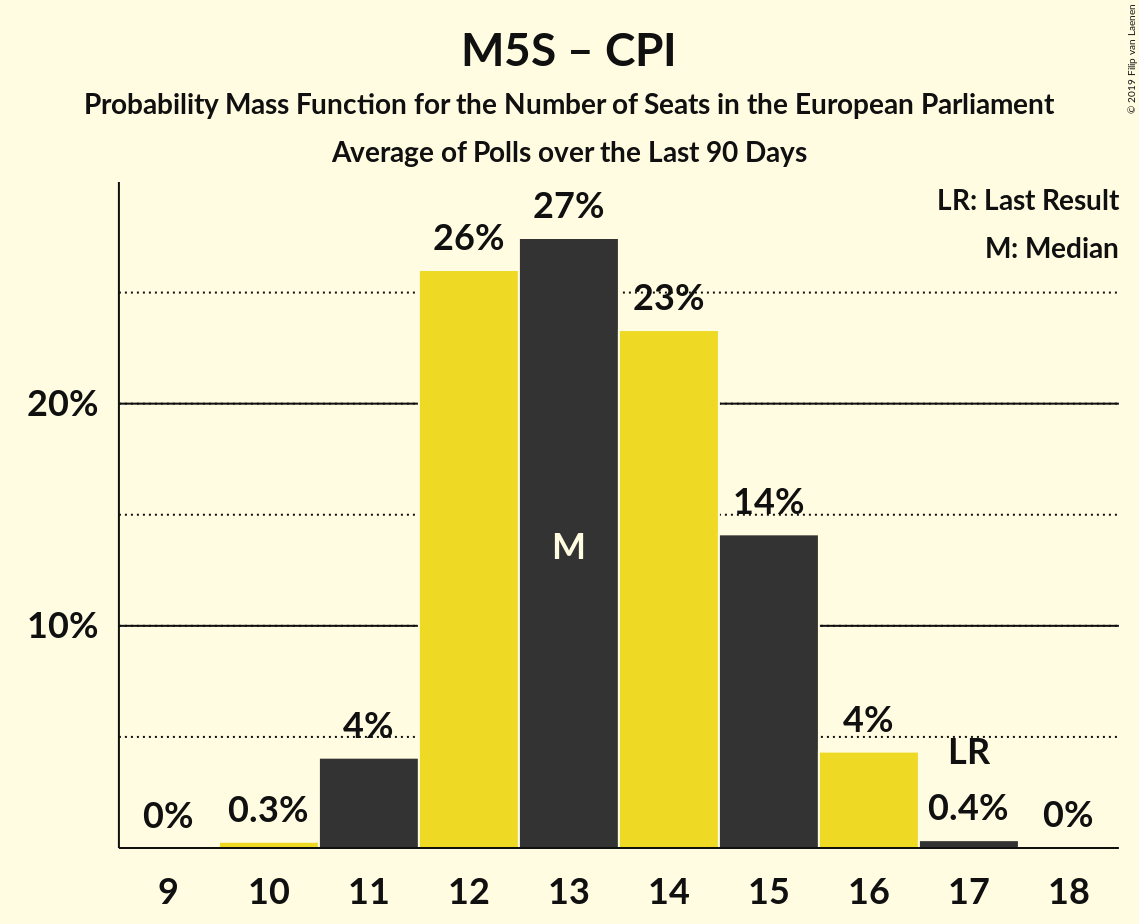 M5S – CPI
Probability Mass Function for the Number of Seats in the European Parliament
Average of Polls over the Last 90 Days
© 2019 Filip van Laenen
LR: Last Result
M: Median
27%
26%
23%
20%
14%
M
10%
4%
4%
LR
0%
0.3%
0.4%
0%
9 10 11 12 13 14 15 16 17 18